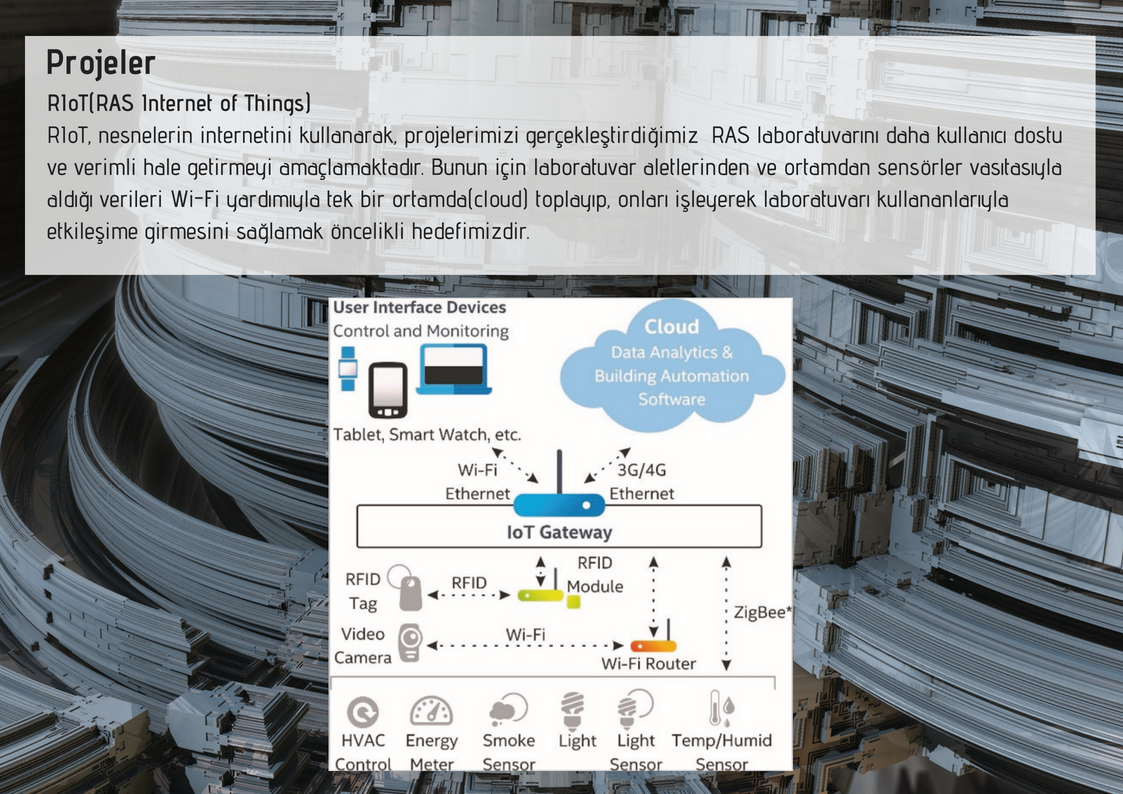 Projeler
RIoT(RAS Internet of Things)
RIoT, nesnelerin internetini kullanarak, projelerimizi gerçekleştirdiğimiz RAS laboratuvarını daha kullanıcı dostu
ve verimli hale getirmeyi amaçlamaktadır. Bunun için laboratuvar aletlerinden ve ortamdan sensörler vasıtasıyla
aldığı verileri Wi-Fi yardımıyla tek bir ortamda(cloud) toplayıp, onları işleyerek laboratuvarı kullananlarıyla
etkileşime girmesini sağlamak öncelikli hedefimizdir.
User Interface Devices
Control and Monitoring
Tablet, Smart Watch, etc.
Cloud
Data Analytics &
Building Automation
Software
Wi-Fi
Ethernet
3G/4G
Ethernet
IoT Gateway
RFID
Tag
RFID
RFID
Module
ZigBee*
Video
Camera
Wi-Fi
Wi-Fi Router
HVAC
Control
Energy
Meter
Smoke
Sensor
Light
Light
Sensor
Temp/Humid
Sensor